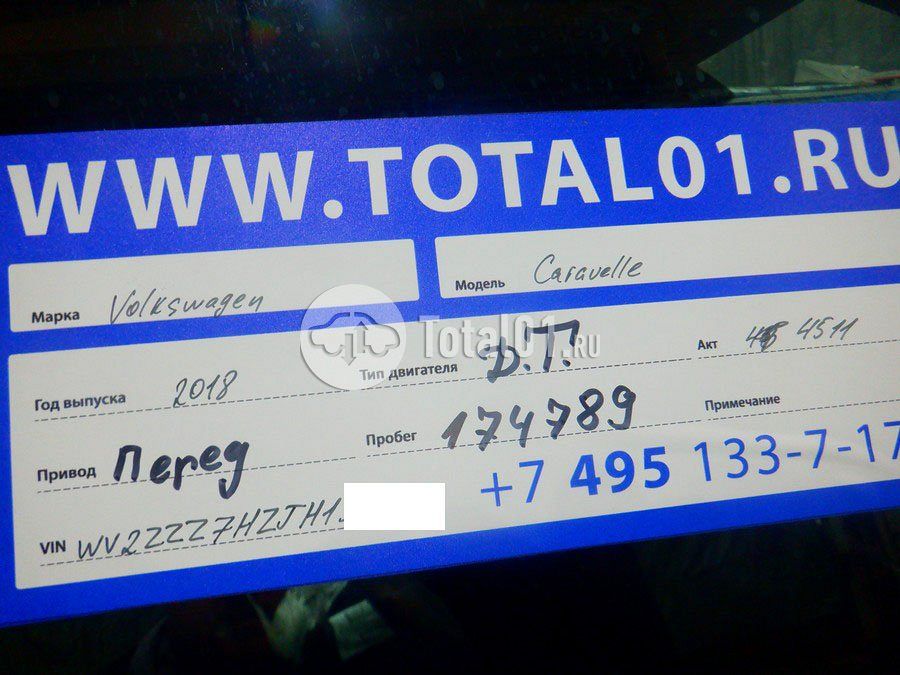 WWW.TOTAL01.RU
Марка Volkswagen
Модель Caravelle
Total01.RU
Год выпуска 2018
Тип двигателя Д.Т.
Акт 4511
Привод Перед
Пробег 174789
Примечание
+7 495 133-7-17
VIN WV2ZZZ7HZJH1